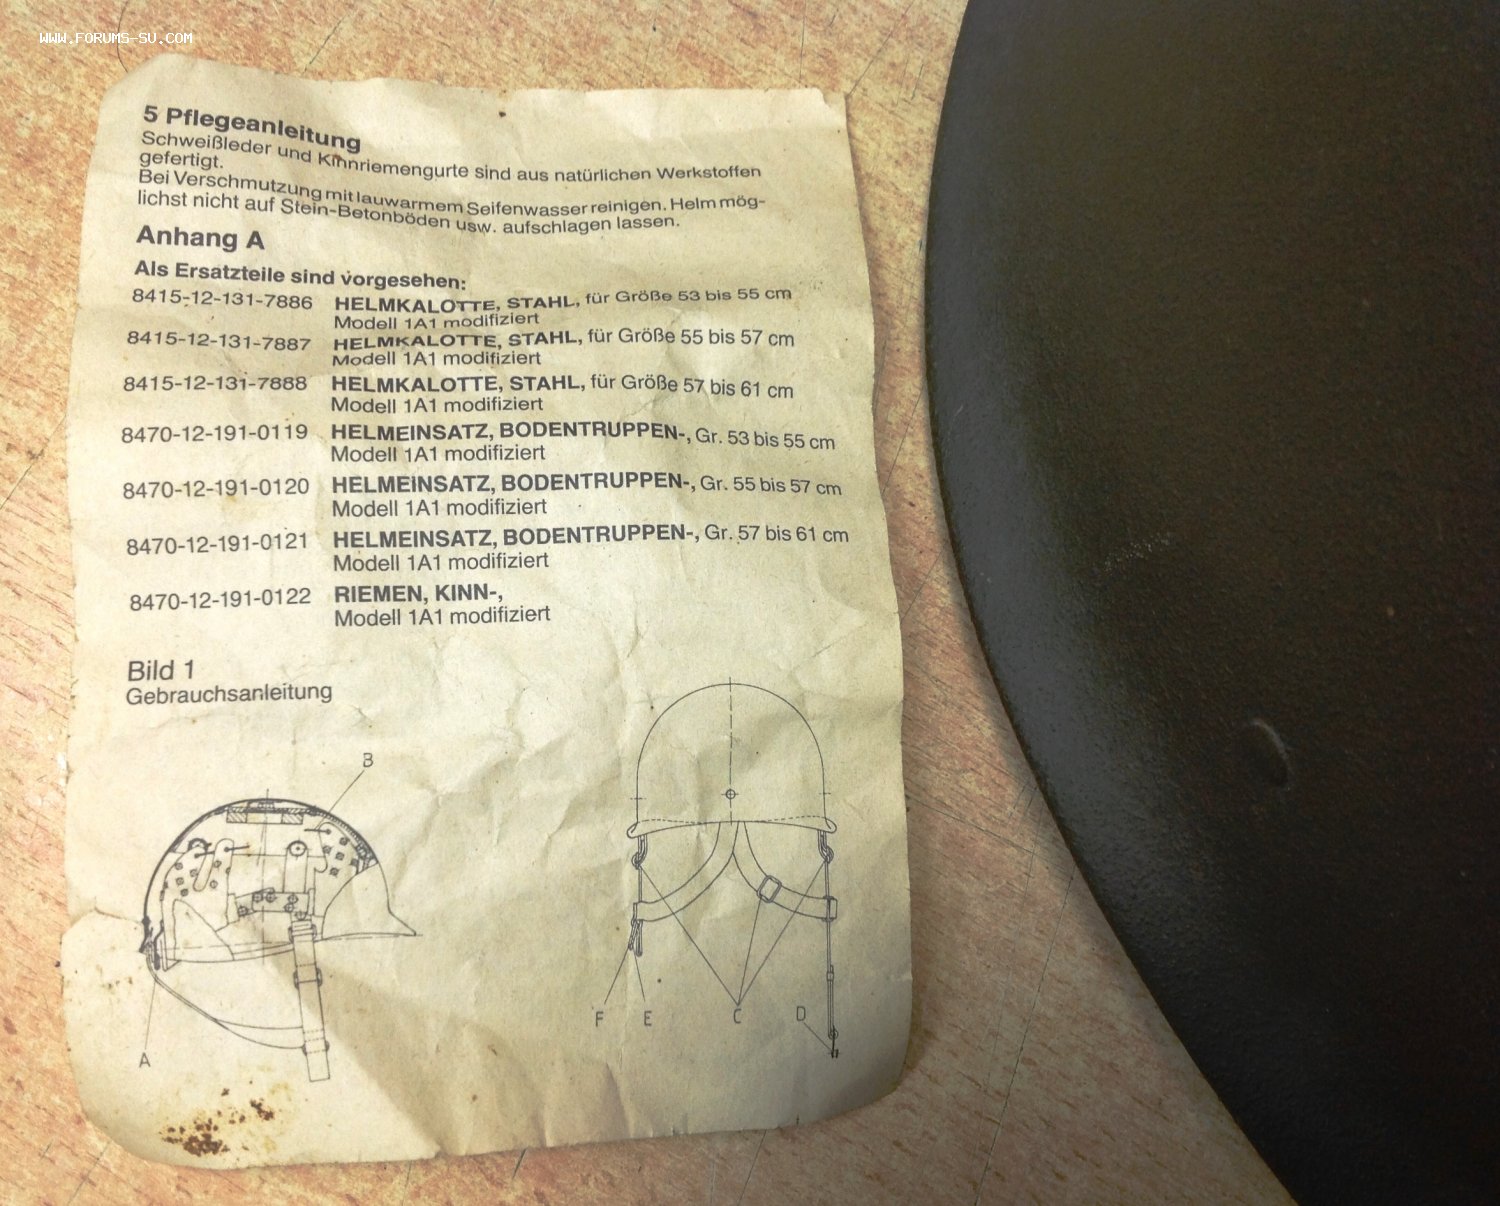 WWW.FORUMS-SU.COM
5 Pflegeanleitung
Schweißleder und Kinnriemengurte sind aus natürlichen Werkstoffen
gefertigt.
Bei Verschmutzung mit lauwarmem Seifenwasser reinigen. Helm mög-
lichst nicht auf Stein-Betonböden usw. aufschlagen lassen.
Anhang A
Als Ersatzteile sind vorgesehen:
8415-12-131-7886 HELMKALOTTE, STAHL, für Größe 53 bis 55 cm
Modell 1A1 modifiziert
8415-12-131-7887 HELMKALOTTE, STAHL, für Größe 55 bis 57 cm
Modell 1A1 modifiziert
8415-12-131-7888 HELMKALOTTE, STAHL, für Größe 57 bis 61 cm
Modell 1A1 modifiziert
8470-12-191-0119 HELMEINSATZ, BODENTRUPPEN-, Gr. 53 bis 55 cm
Modell 1A1 modifiziert
8470-12-191-0120 HELMEINSATZ, BODENTRUPPEN-, Gr. 55 bis 57 cm
Modell 1A1 modifiziert
8470-12-191-0121 HELMEINSATZ, BODENTRUPPEN-, Gr. 57 bis 61 cm
Modell 1A1 modifiziert
8470-12-191-0122 RIEMEN, KINN-,
Modell 1A1 modifiziert
Bild 1
Gebrauchsanleitung
B
A
F E C D